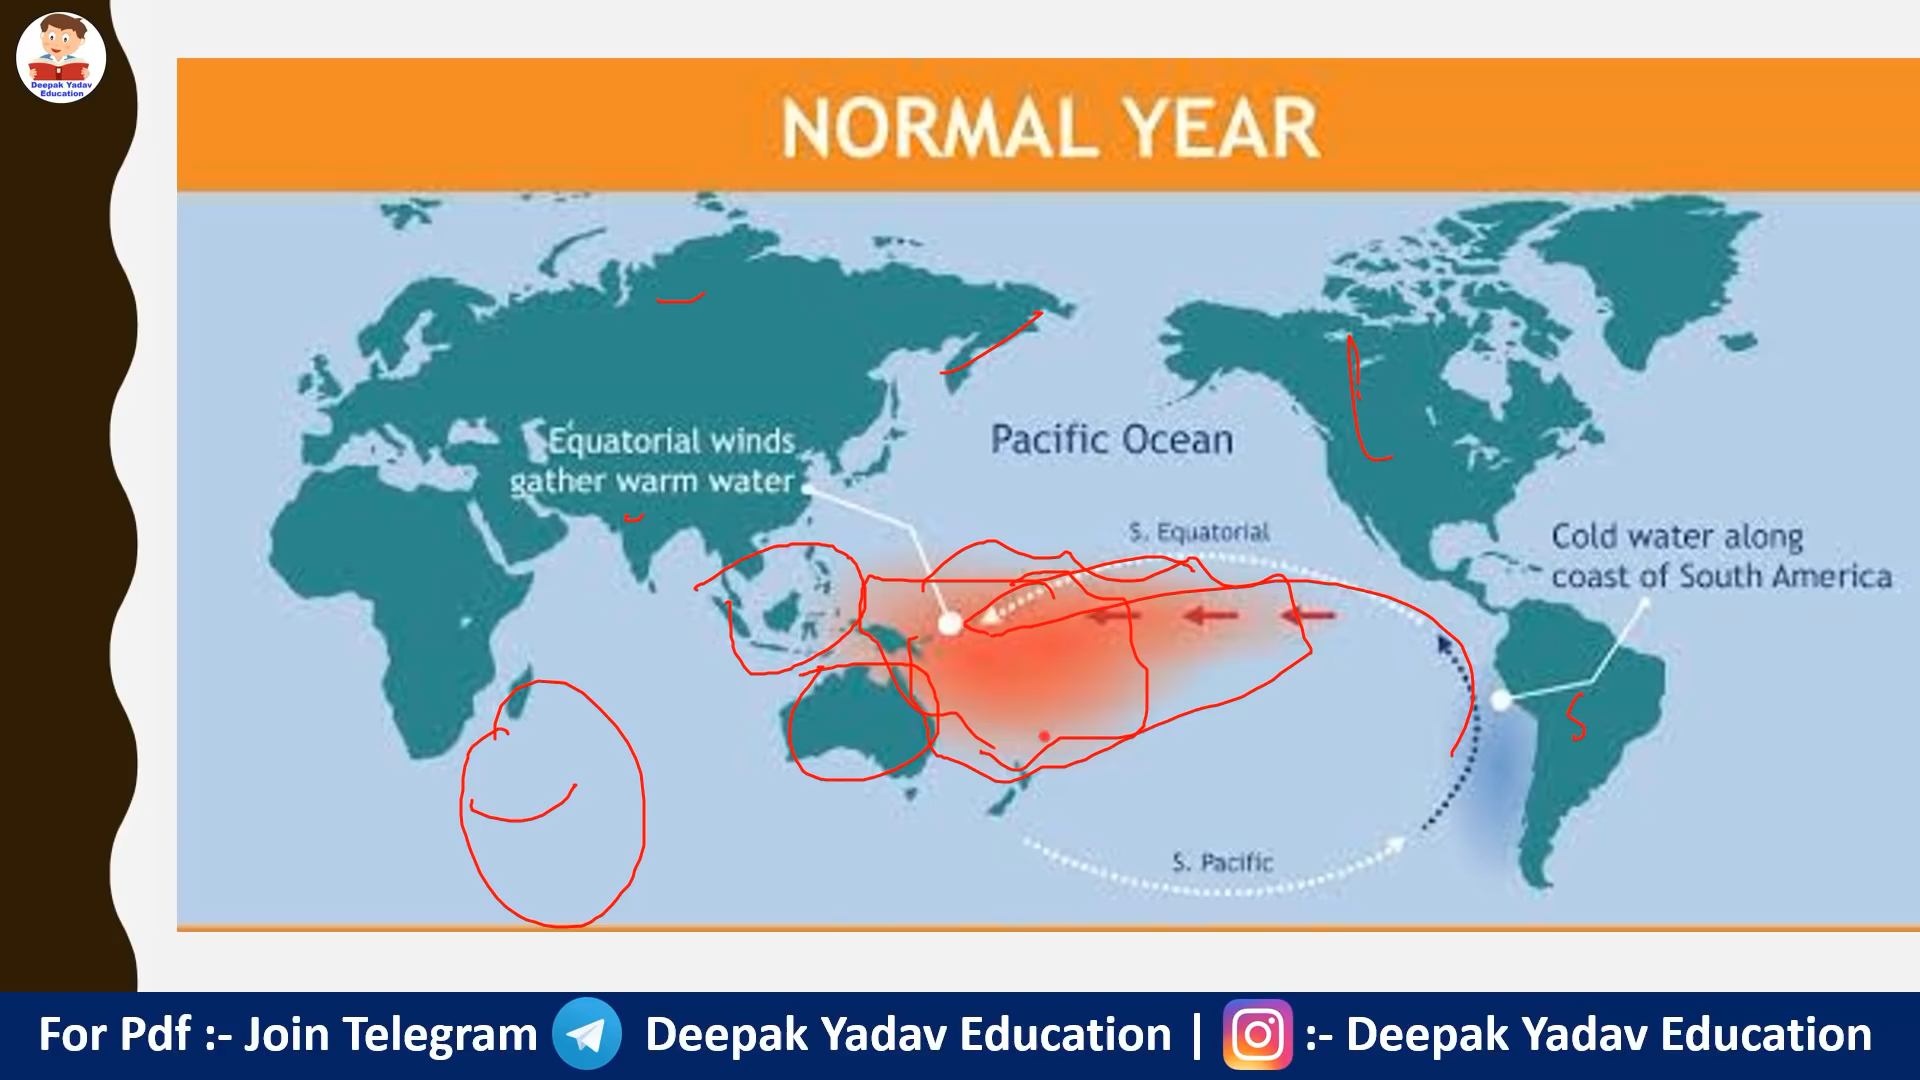 Deepak Yadav
Education
NORMAL YEAR
Equatorial winds
gather warm water
Pacific Ocean
S. Equatorial
Cold water along
coast of South America
S
S. Pacific
For Pdf :- Join Telegram Deepak Yadav Education | :- Deepak Yadav Education